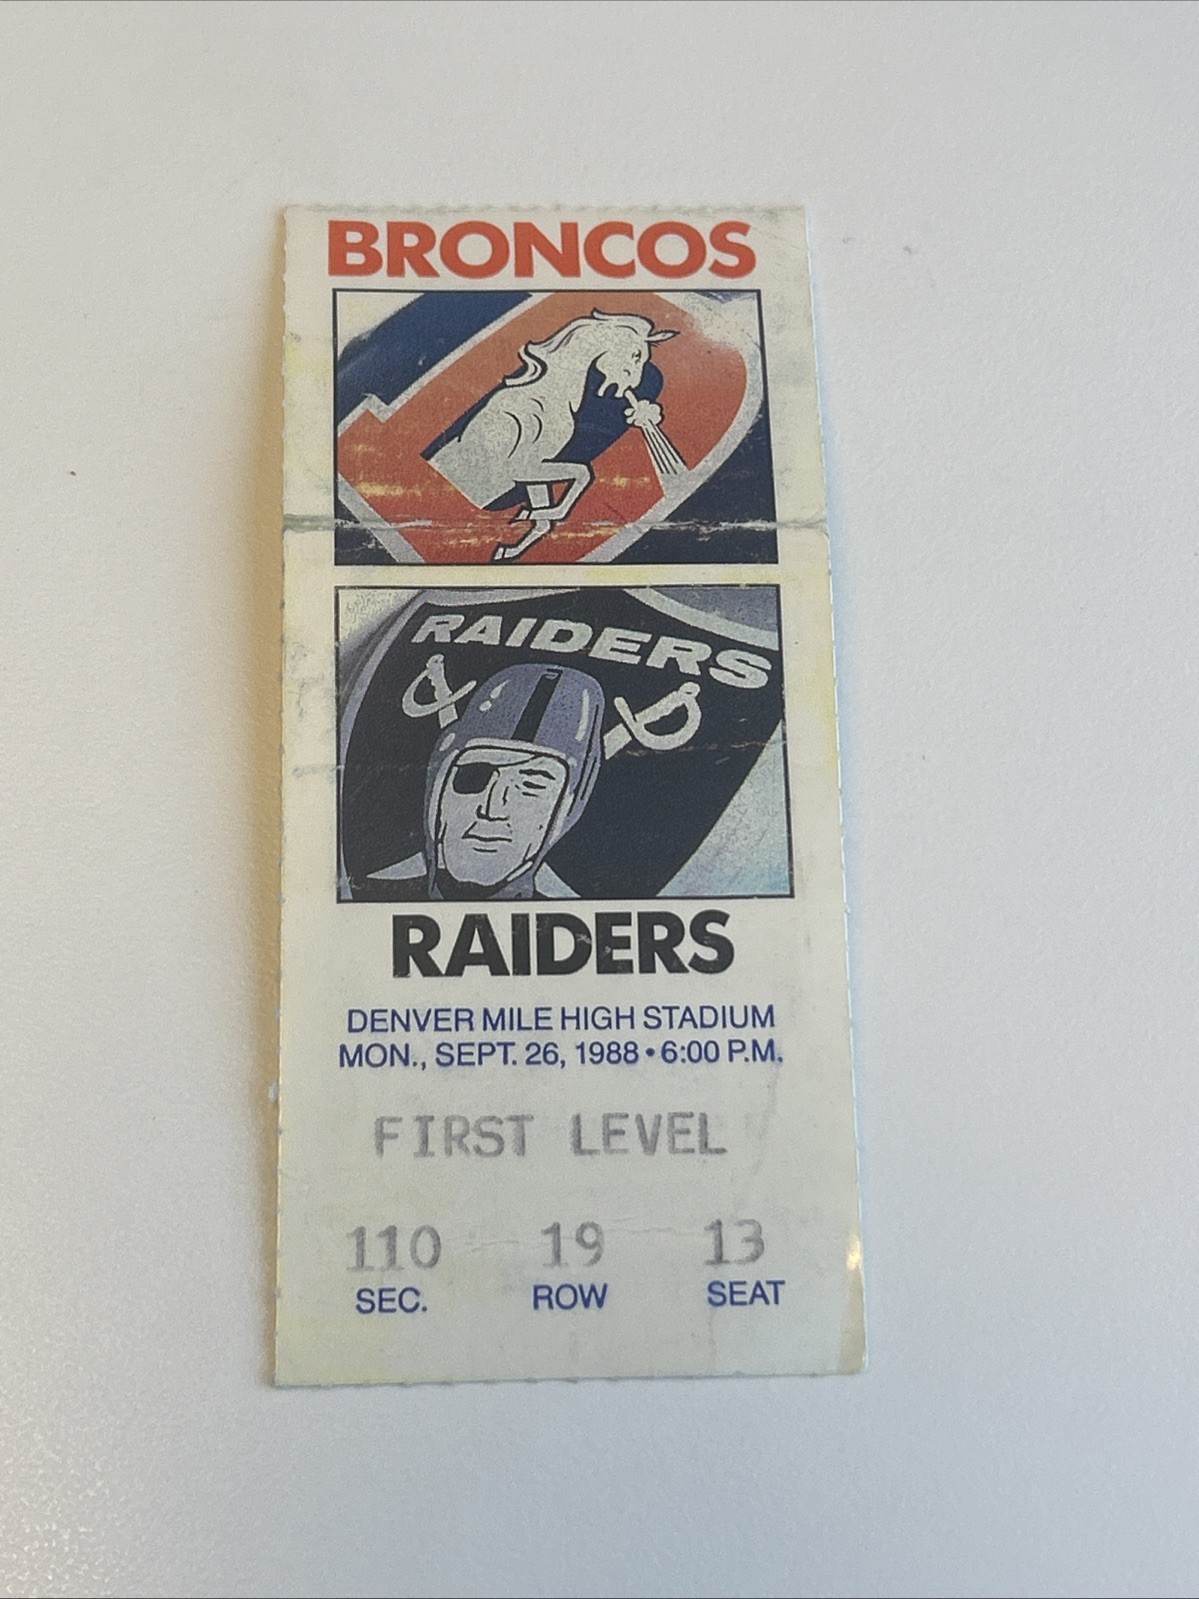 BRONCOS
RAIDERS
RAIDERS
DENVER MILE HIGH STADIUM
MON., SEPT. 26, 1988 • 6:00 P.M.
FIRST LEVEL
110 19 13
SEC. ROW SEAT